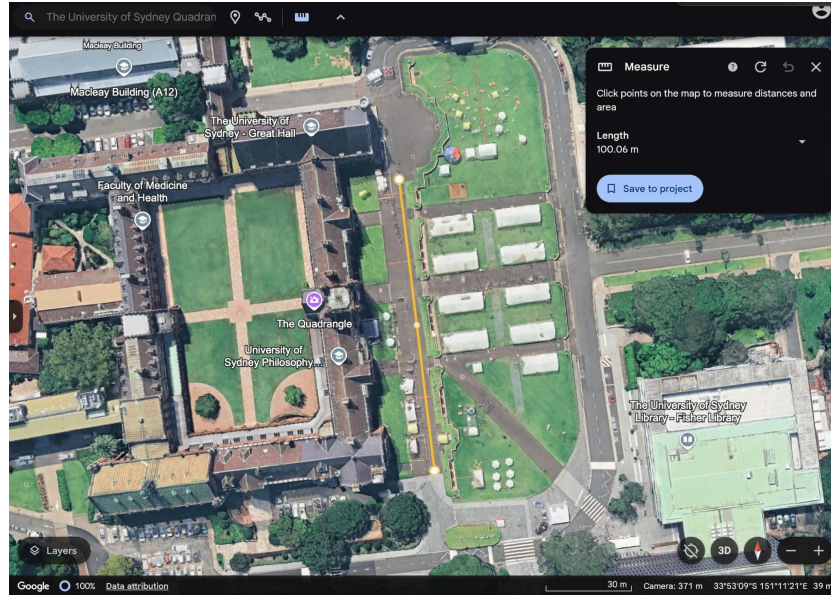 The University of Sydney Quadran
Measure
Click points on the map to measure distances and
area
Length
100.06 m
Save to project
Macleay Building
Macleay Building (A12)
The University of
Sydney - Great Hall
Faculty of Medicine
and Health
The Quadrangle
University of
Sydney Philosophy...
The University of Sydney
Library - Fisher Library
Layers
3D
Google
100%
Data attribution
30 m
Camera: 371 m
33°53'09"S 151°11'21"E
39 m